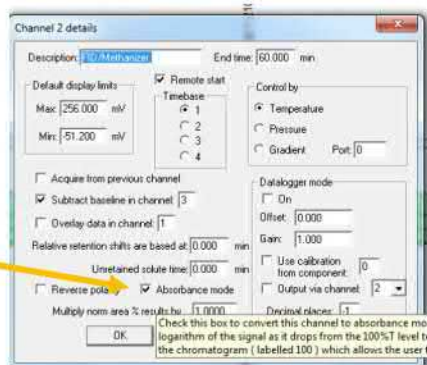 Channel 2 details
Description: FID/Methanizer End time: 60.000 min
Default display limits
Max: 256.000 mV
Min: -51.200 mV
Remote start
Timebase
1
2
3
4
Control by
Temperature
Pressure
Gradient Port: 0
Acquire from previous channel
Subtract baseline in channel: 3
Overlay data in channel: 1
Relative retention shifts are based at: 0.000 min
Unretained solute time: 0.000 min
Reverse polarity Absorbance mode
Multiply norm area % results by 1.0000
Datalogger mode
On
Offset: 0.000
Gain: 1.000
Use calibration from component: 0
Output via channel: 2
Decimal places: -1
OK
Check this box to convert this channel to absorbance mo
logarithm of the signal as it drops from the 100%T level to
the chromatogram ( labelled 100 ) which allows the user t